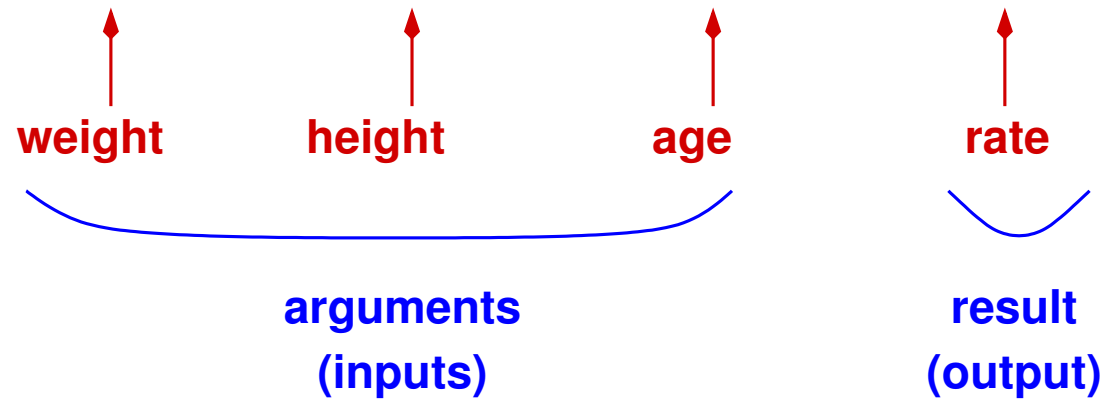 weight height age rate
arguments result
(inputs) (output)